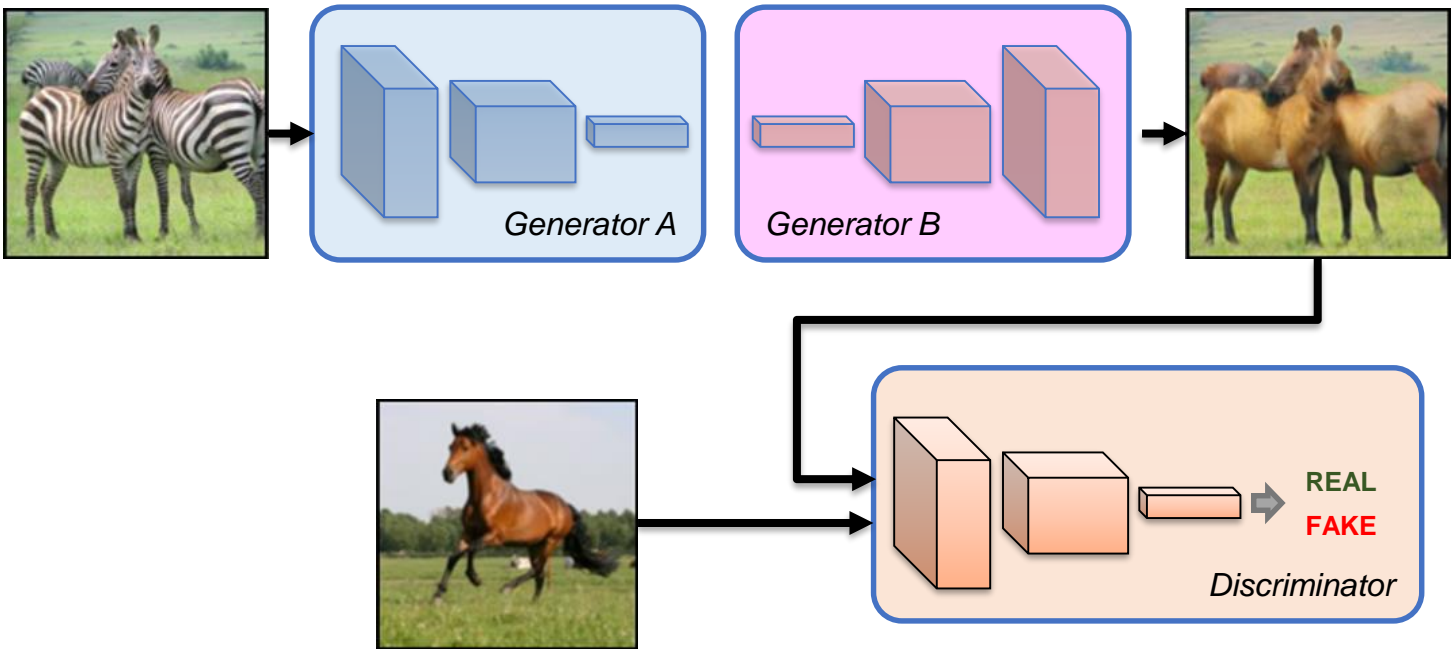 Generator A
Generator B
REAL
FAKE
Discriminator